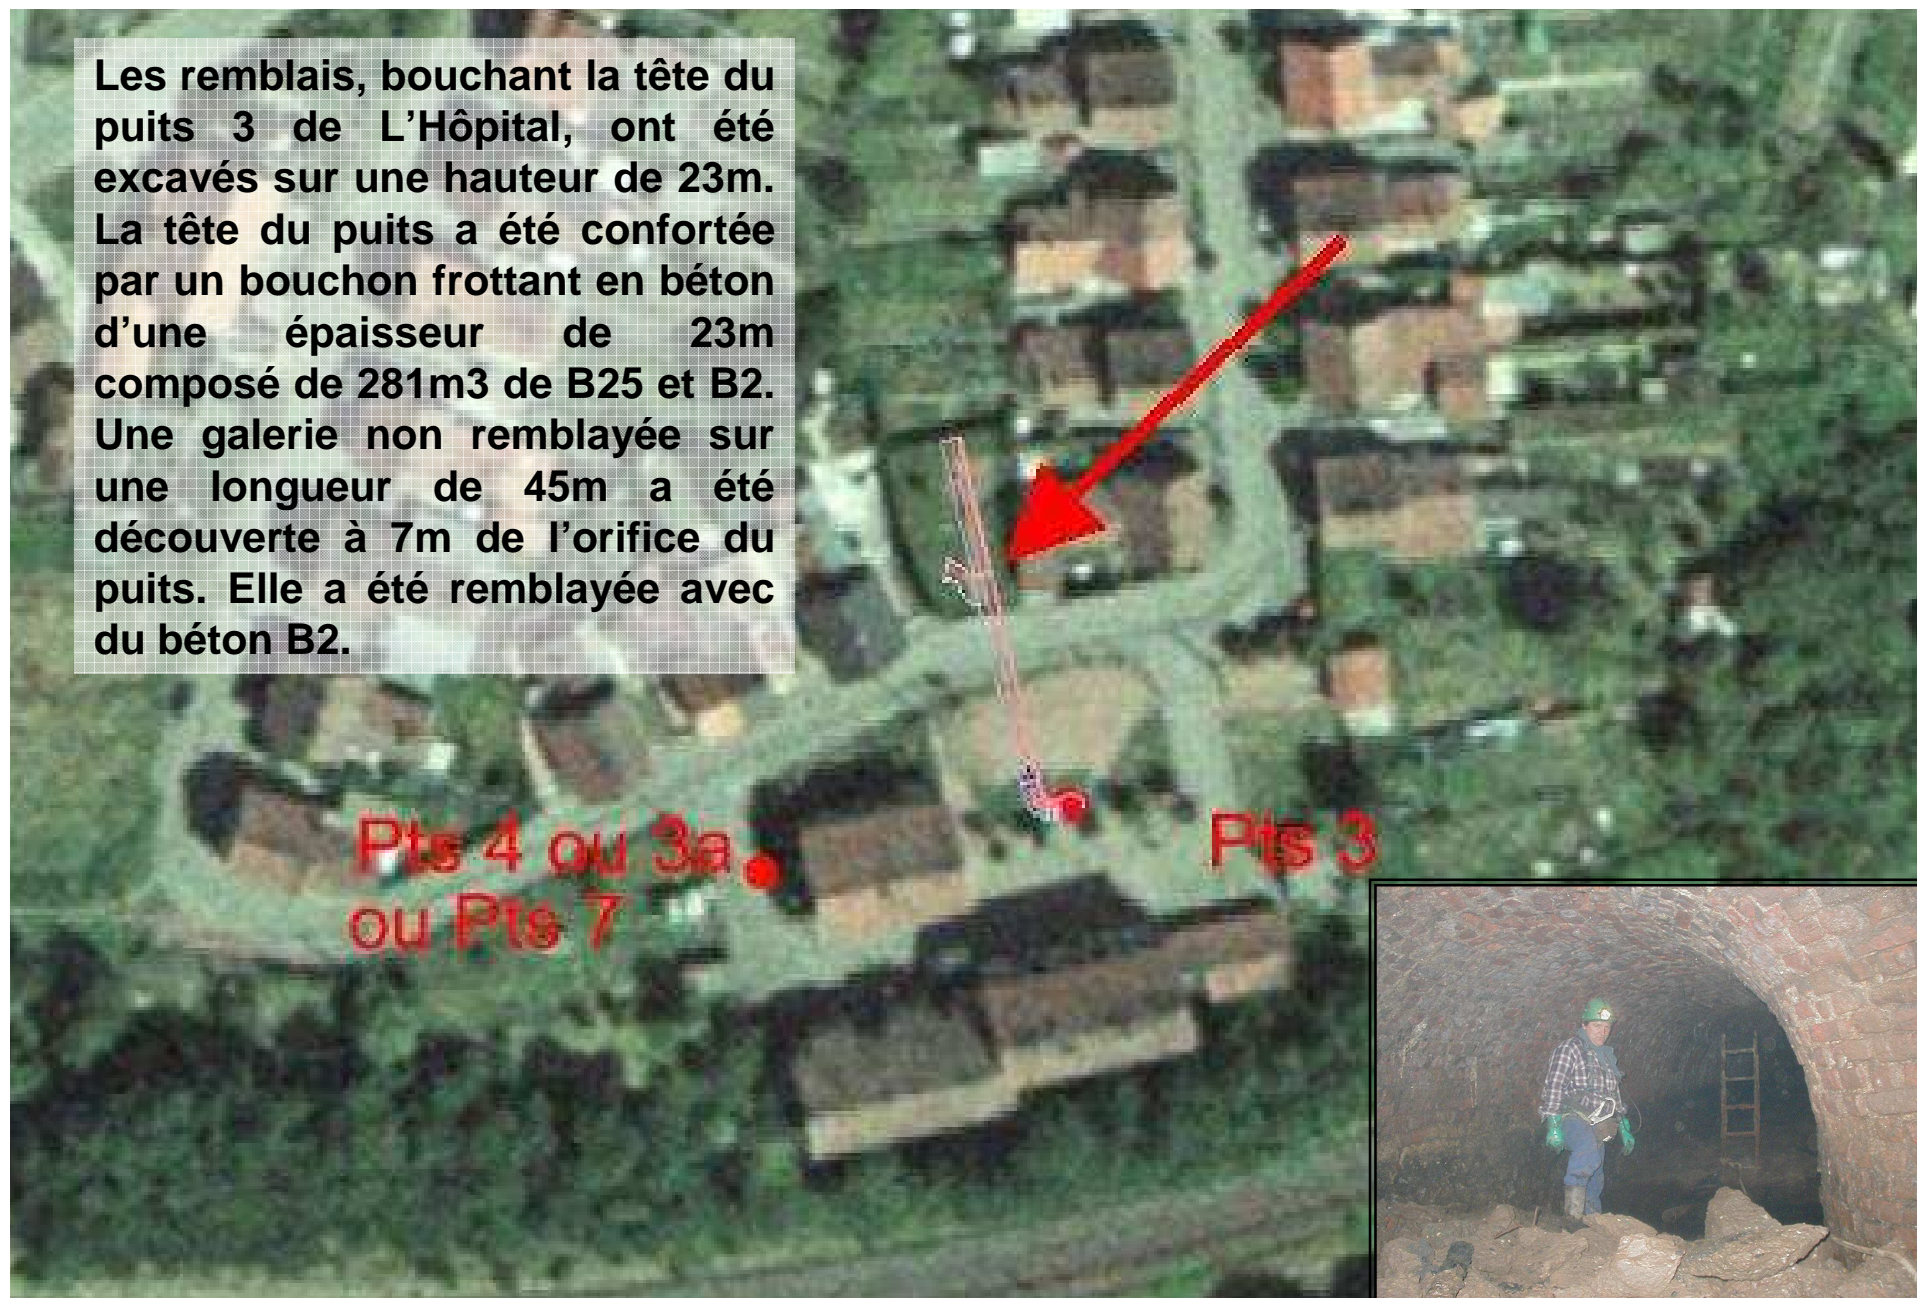 Les remblais, bouchant la tête du
puits 3 de L'Hôpital, ont été
excavés sur une hauteur de 23m.
La tête du puits a été confortée
par un bouchon frottant en béton
d'une épaisseur de 23m
composé de 281m3 de B25 et B2.
Une galerie non remblayée sur
une longueur de 45m a été
découverte à 7m de l'orifice du
puits. Elle a été remblayée avec
du béton B2.
Pts 4 ou 3a
ou Pts 7
Pts 3